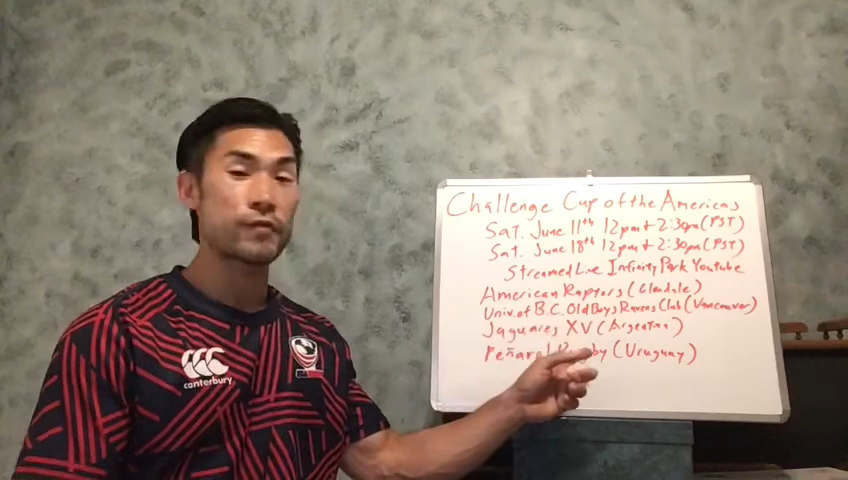 Challenge Cup of the Americas
Sat. June 11th 12pm + 2:30pm (PST)
Sat. June 18th 12pm + 2:30pm (PST)
Streamed Live Infinity Park Youtube
American Raptors (Glendale)
Univ. of B.C. Old Boys Ravens Club (Vancouver)
Jaguares XV (Argentina)
Peñarol (Uruguay)
canterbury